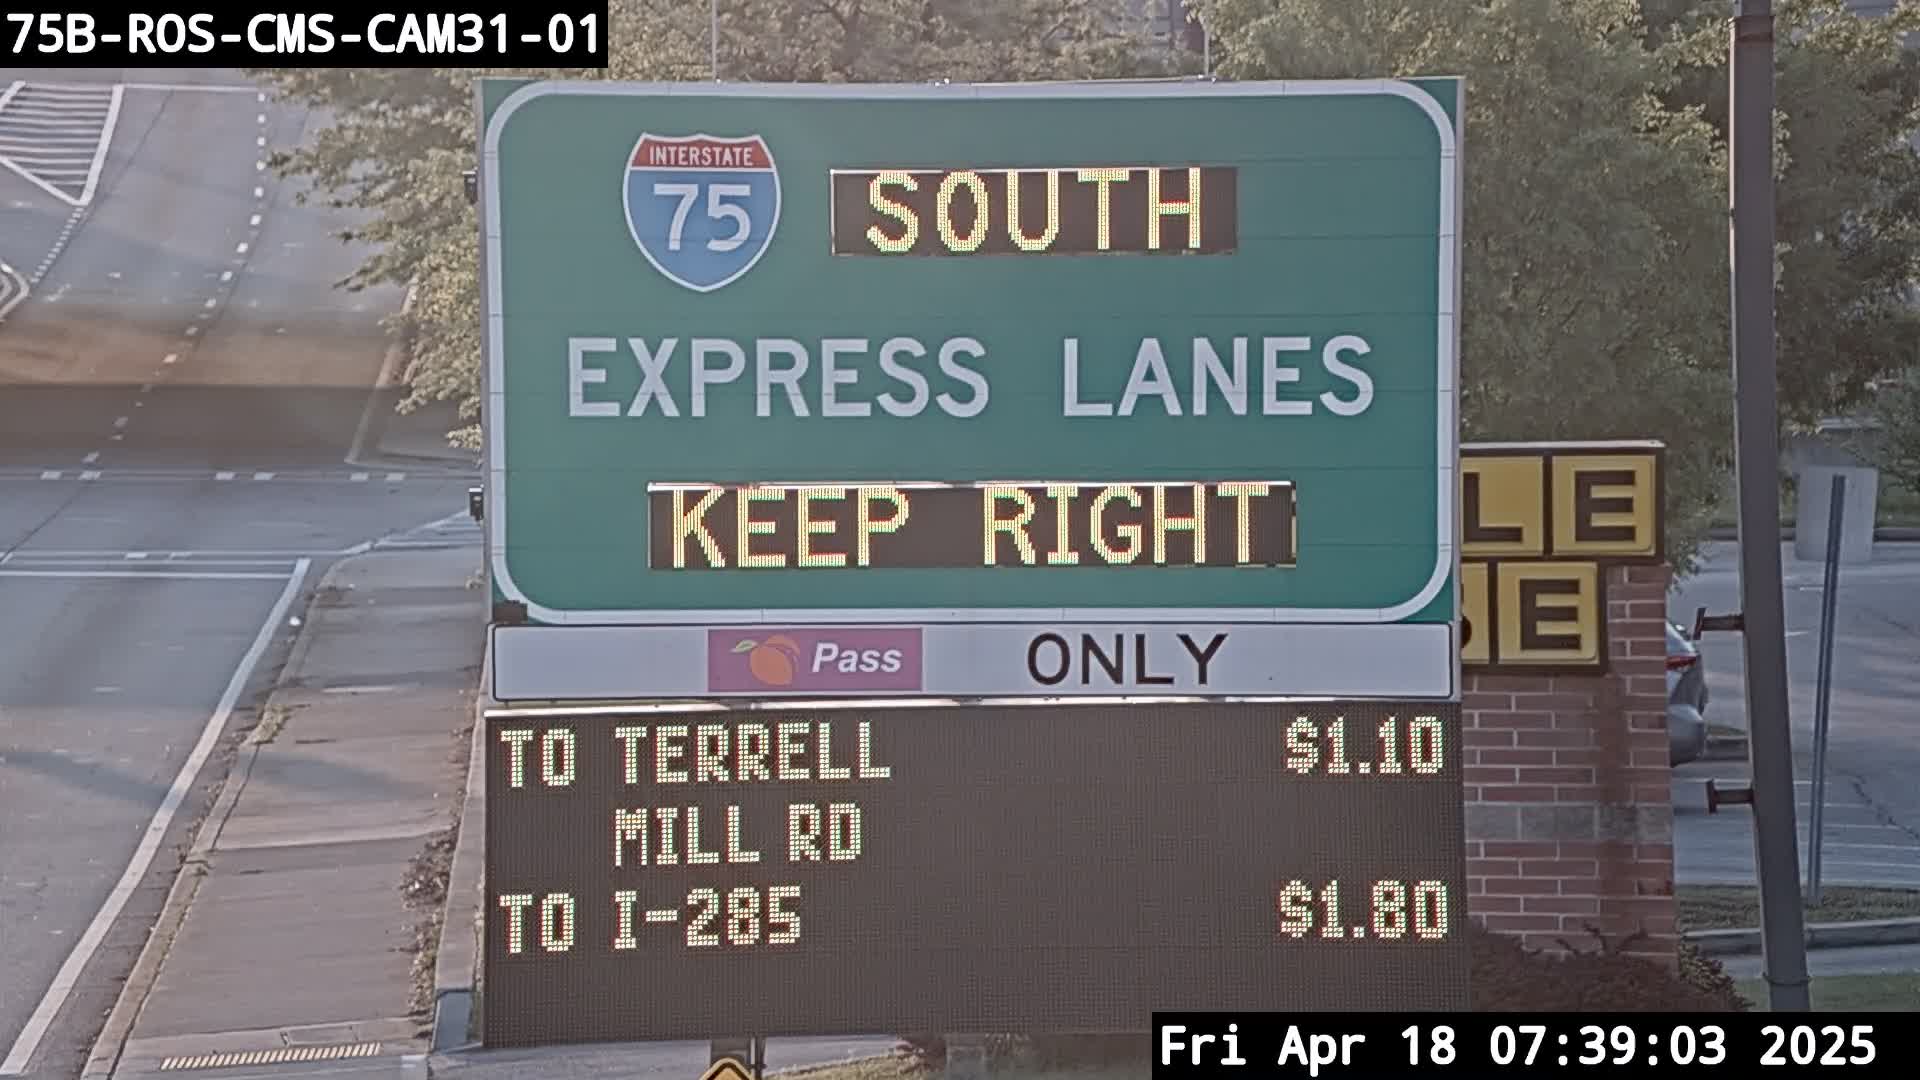 75B-ROS-CMS-CAM31-01
INTERSTATE
75
SOUTH
EXPRESS LANES
KEEP RIGHT
Pass ONLY
TO TERRELL $1.10
MILL RD
TO I-285 $1.80
LE
E
Fri Apr 18 07:39:03 2025